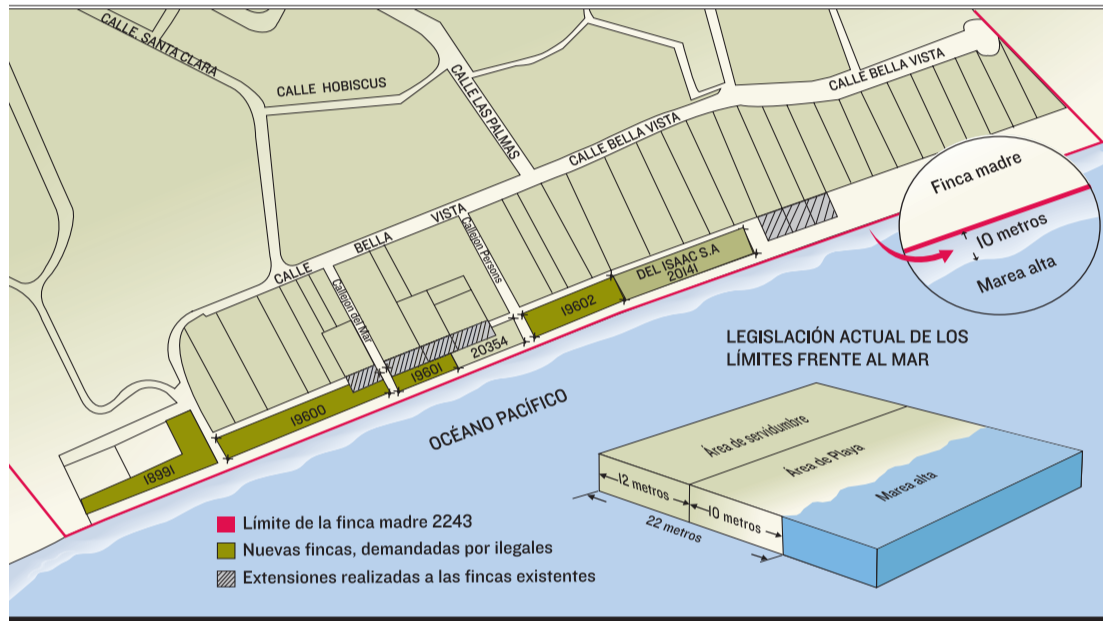 CALLE. SANTA CLARA
CALLE HOBISCUS
CALLE LAS PALMAS
CALLE BELLA VISTA
CALLE BELLA VISTA
CALLE BELLA VISTA
Callejon Persons
Callejon del Mar
Finca madre
10 metros
Marea alta
DEL ISAAC S.A
20141
19602
20354
19601
19600
18991
OCÉANO PACÍFICO
LEGISLACIÓN ACTUAL DE LOS
LÍMITES FRENTE AL MAR
Área de servidumbre
Área de Playa
Marea alta
12 metros
10 metros
22 metros
Límite de la finca madre 2243
Nuevas fincas, demandadas por ilegales
Extensiones realizadas a las fincas existentes